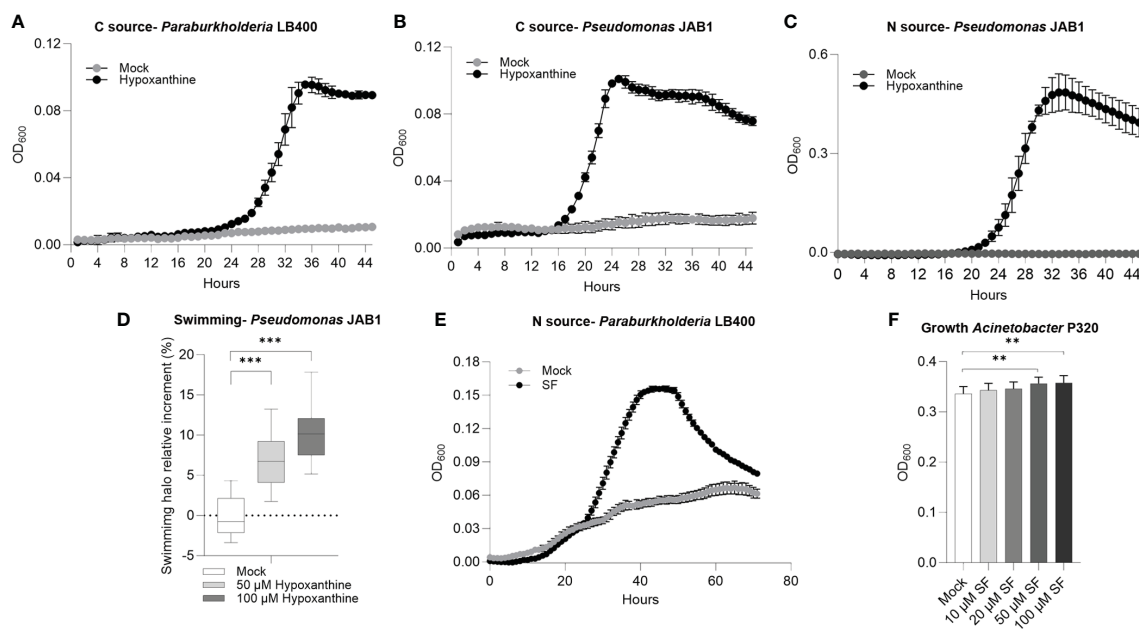 A
C source- Paraburkholderia LB400
0.12
0.08
0.04
0.00
OD600
Mock
Hypoxanthine
0 4 8 12 16 20 24 28 32 36 40 44
Hours
B
C source- Pseudomonas JAB1
0.12
0.08
0.04
0.00
OD600
Mock
Hypoxanthine
0 4 8 12 16 20 24 28 32 36 40 44
Hours
C
N source- Pseudomonas JAB1
0.6
0.3
0.0
OD600
Mock
Hypoxanthine
0 4 8 12 16 20 24 28 32 36 40 44
Hours
D
Swimming- Pseudomonas JAB1
Swimimg halo relative increment (%)
20
15
10
5
0
-5
***
***
Mock
50 µM Hypoxanthine
100 µM Hypoxanthine
E
N source- Paraburkholderia LB400
0.18
0.15
0.12
0.09
0.06
0.03
0.00
OD600
Mock
SF
0 20 40 60 80
Hours
F
Growth Acinetobacter P320
0.4
0.3
0.2
0.1
0.0
OD600
**
**
Mock
10 µM SF
20 µM SF
50 µM SF
100 µM SF